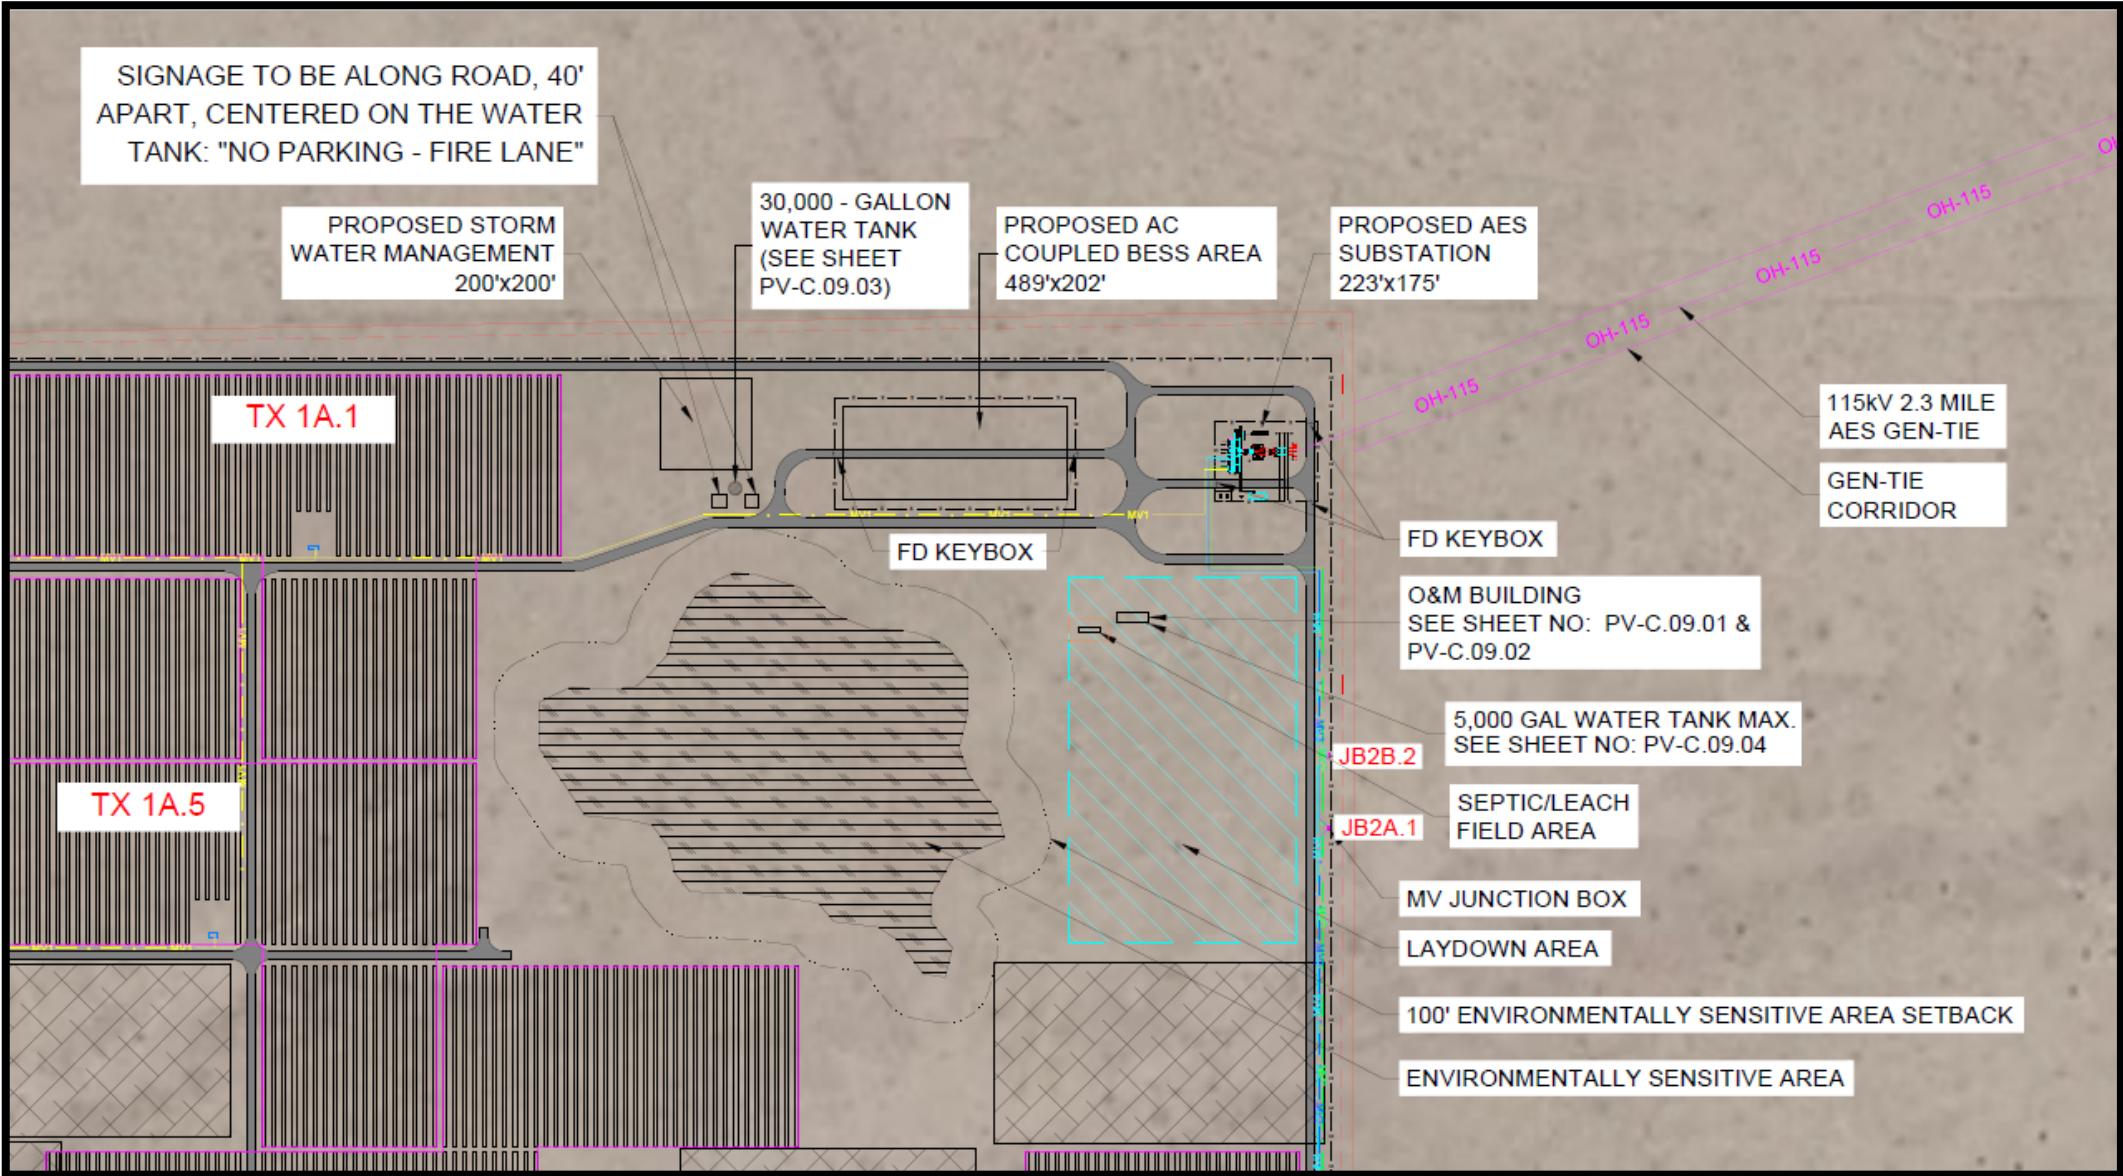 SIGNAGE TO BE ALONG ROAD, 40'
APART, CENTERED ON THE WATER
TANK: "NO PARKING - FIRE LANE"
PROPOSED STORM
WATER MANAGEMENT
200'x200'
30,000 - GALLON
WATER TANK
(SEE SHEET
PV-C.09.03)
PROPOSED AC
COUPLED BESS AREA
489'x202'
PROPOSED AES
SUBSTATION
223'x175'
OH-115
OH-115
OH-115
OH-115
115kV 2.3 MILE
AES GEN-TIE
GEN-TIE
CORRIDOR
TX 1A.1
MV1
MV1
MV1
FD KEYBOX
FD KEYBOX
O&M BUILDING
SEE SHEET NO: PV-C.09.01 &
PV-C.09.02
5,000 GAL WATER TANK MAX.
SEE SHEET NO: PV-C.09.04
JB2B.2
TX 1A.5
SEPTIC/LEACH
FIELD AREA
JB2A.1
MV JUNCTION BOX
LAYDOWN AREA
100' ENVIRONMENTALLY SENSITIVE AREA SETBACK
ENVIRONMENTALLY SENSITIVE AREA